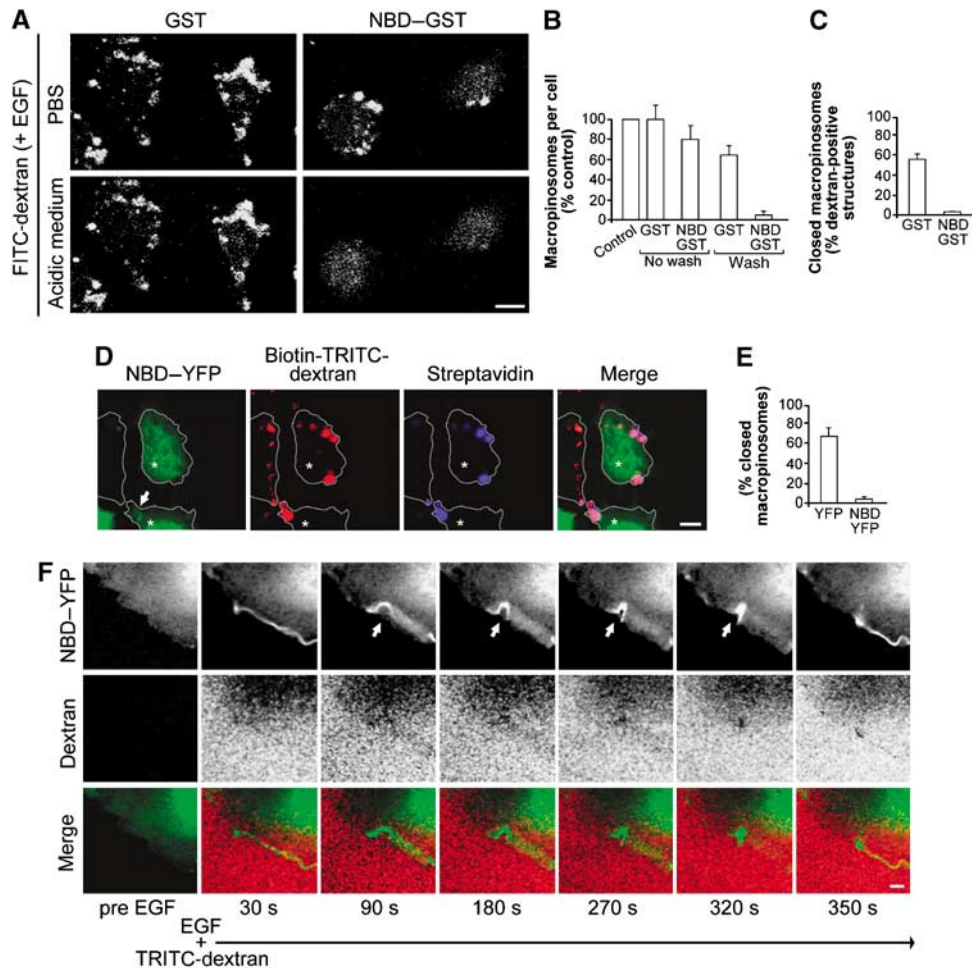 A
GST
NBD–GST
FITC-dextran (+ EGF)
PBS
Acidic medium
B
Macropinosomes per cell
(% control)
100
80
60
40
20
0
Control
GST
NBD
GST
GST
NBD
GST
No wash
Wash
C
Closed macropinosomes
(% dextran-positive
structures)
100
80
60
40
20
0
GST
NBD
GST
D
NBD–YFP
Biotin-TRITC-
dextran
Streptavidin
Merge
*
*
*
*
*
*
*
*
E
(% closed
macropinosomes)
100
80
60
40
20
0
YFP
NBD
YFP
F
NBD–YFP
Dextran
Merge
pre EGF
30 s
90 s
180 s
270 s
320 s
350 s
EGF
+
TRITC-dextran